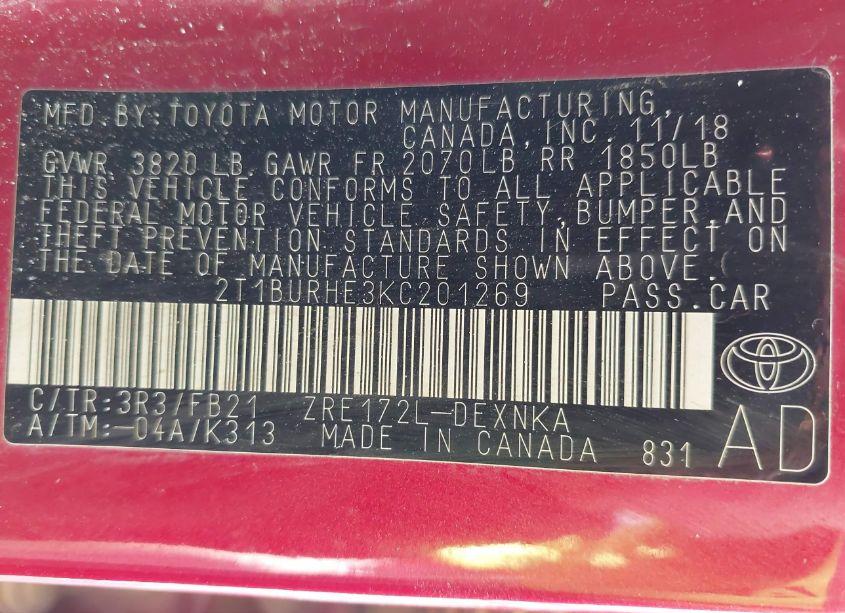 MFD. BY: TOYOTA MOTOR MANUFACTURING,
CANADA, INC. 11/18
GVWR 3820 LB GAWR FR 2070LB RR 1850LB
THIS VEHICLE CONFORMS TO ALL APPLICABLE
FEDERAL MOTOR VEHICLE SAFETY, BUMPER, AND
THEFT PREVENTION STANDARDS IN EFFECT ON
THE DATE OF MANUFACTURE SHOWN ABOVE.
2T1BURHE3KC201269 PASS.CAR
C/TR:3R3/FB21 ZRE172L-DEXNKA
A/TM:-04A/K313 MADE IN CANADA 831
AD